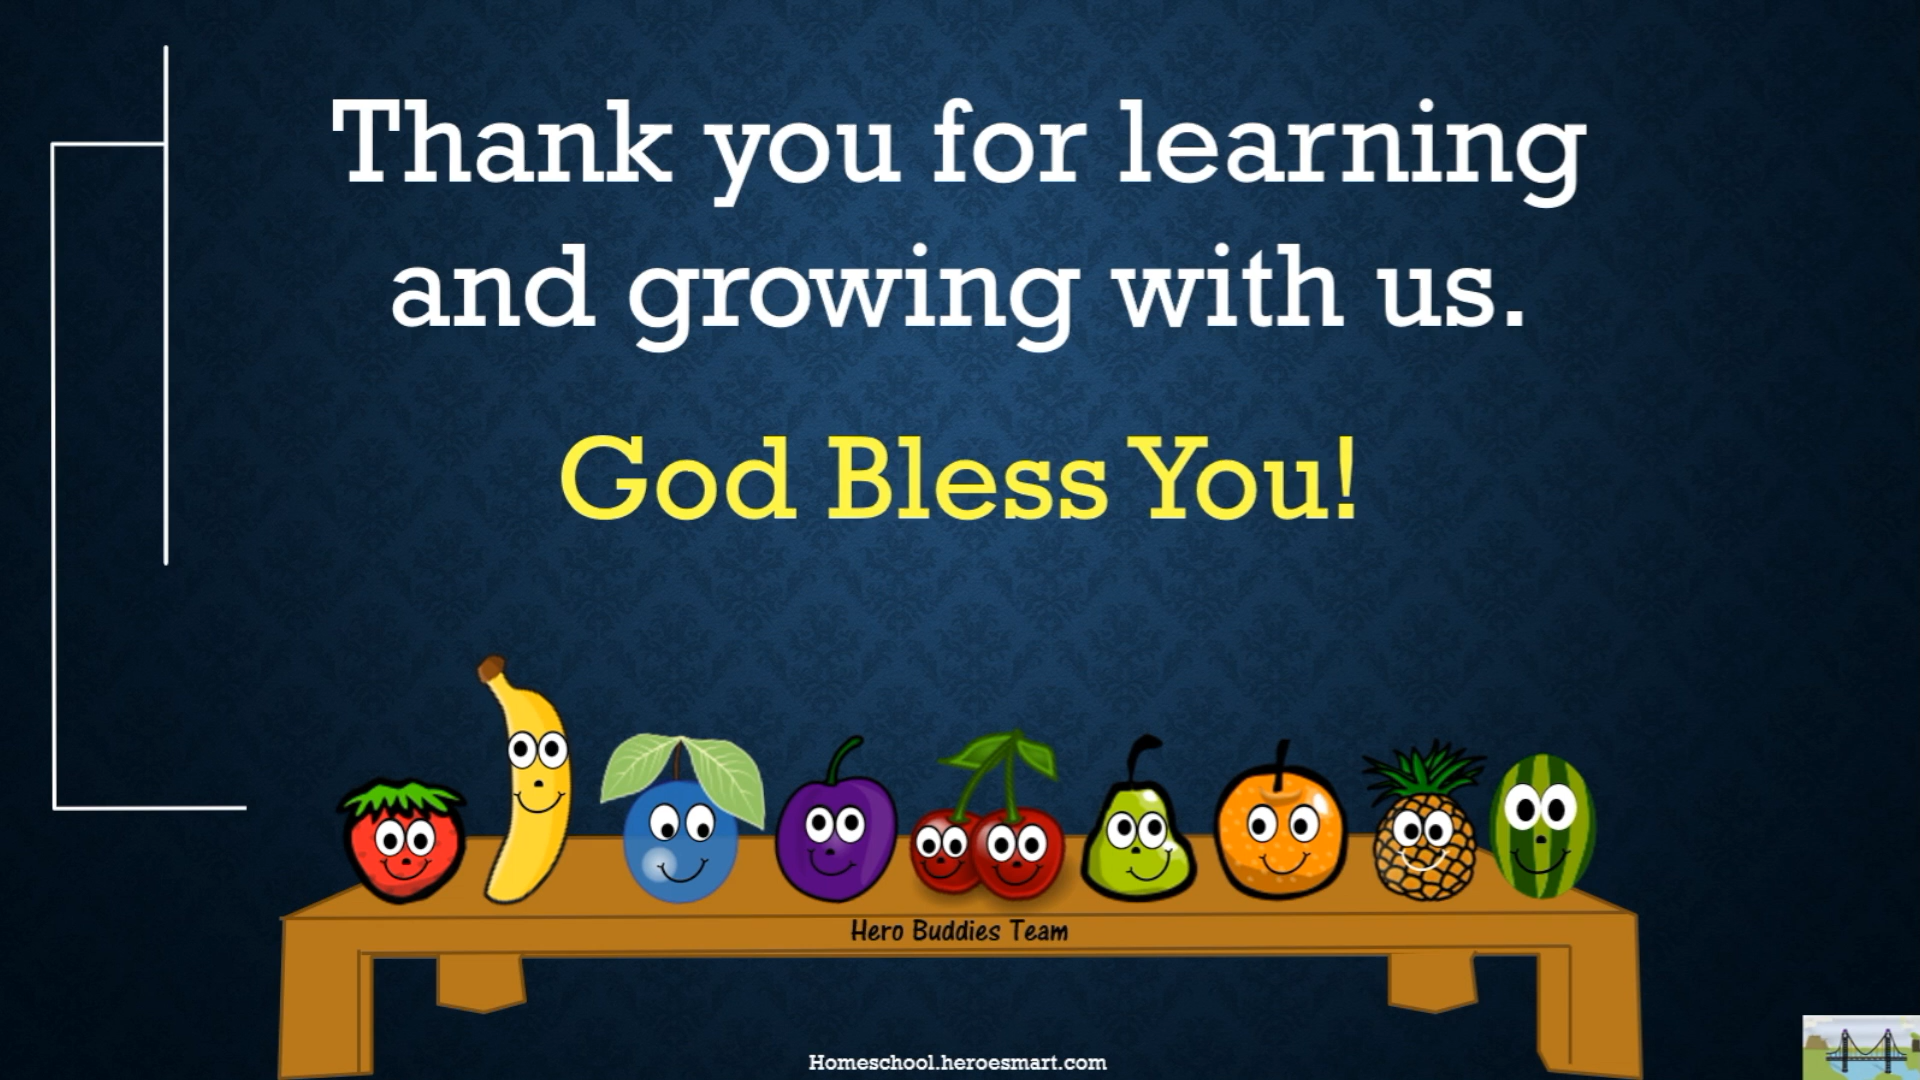 Thank you for learning
and growing with us.
God Bless You!
Hero Buddies Team
Homeschool.heroesmart.com